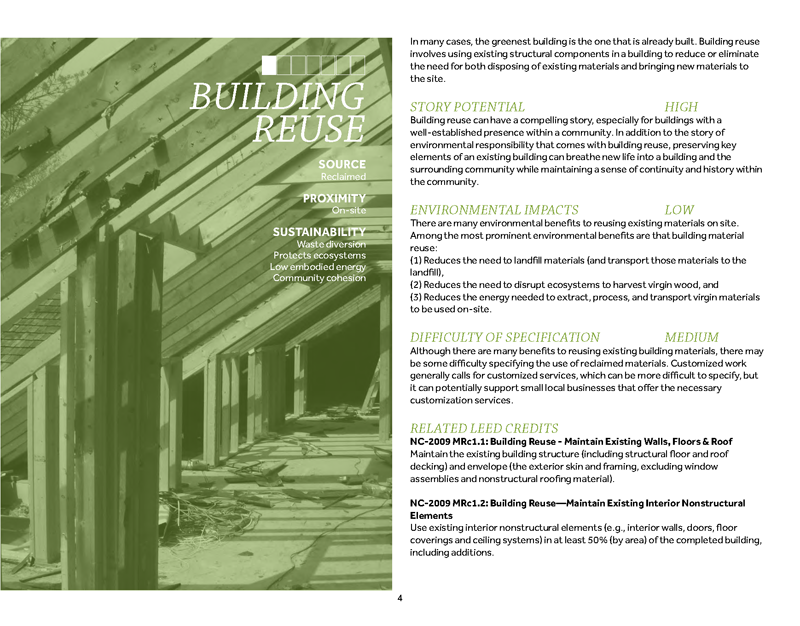 BUILDING
REUSE
SOURCE
Reclaimed
PROXIMITY
On-site
SUSTAINABILITY
Waste diversion
Protects ecosystems
Low embodied energy
Community cohesion
In many cases, the greenest building is the one that is already built. Building reuse
involves using existing structural components in a building to reduce or eliminate
the need for both disposing of existing materials and bringing new materials to
the site.
STORY POTENTIAL HIGH
Building reuse can have a compelling story, especially for buildings with a
well-established presence within a community. In addition to the story of
environmental responsibility that comes with building reuse, preserving key
elements of an existing building can breathe new life into a building and the
surrounding community while maintaining a sense of continuity and history within
the community.
ENVIRONMENTAL IMPACTS LOW
There are many environmental benefits to reusing existing materials on site.
Among the most prominent environmental benefits are that building material
reuse:
(1) Reduces the need to landfill materials (and transport those materials to the
landfill),
(2) Reduces the need to disrupt ecosystems to harvest virgin wood, and
(3) Reduces the energy needed to extract, process, and transport virgin materials
to be used on-site.
DIFFICULTY OF SPECIFICATION MEDIUM
Although there are many benefits to reusing existing building materials, there may
be some difficulty specifying the use of reclaimed materials. Customized work
generally calls for customized services, which can be more difficult to specify, but
it can potentially support small local businesses that offer the necessary
customization services.
RELATED LEED CREDITS
NC-2009 MRc1.1: Building Reuse - Maintain Existing Walls, Floors & Roof
Maintain the existing building structure (including structural floor and roof
decking) and envelope (the exterior skin and framing, excluding window
assemblies and nonstructural roofing material).
NC-2009 MRc1.2: Building Reuse—Maintain Existing Interior Nonstructural
Elements
Use existing interior nonstructural elements (e.g., interior walls, doors, floor
coverings and ceiling systems) in at least 50% (by area) of the completed building,
including additions.
4